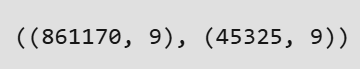 ((861170, 9), (45325, 9))